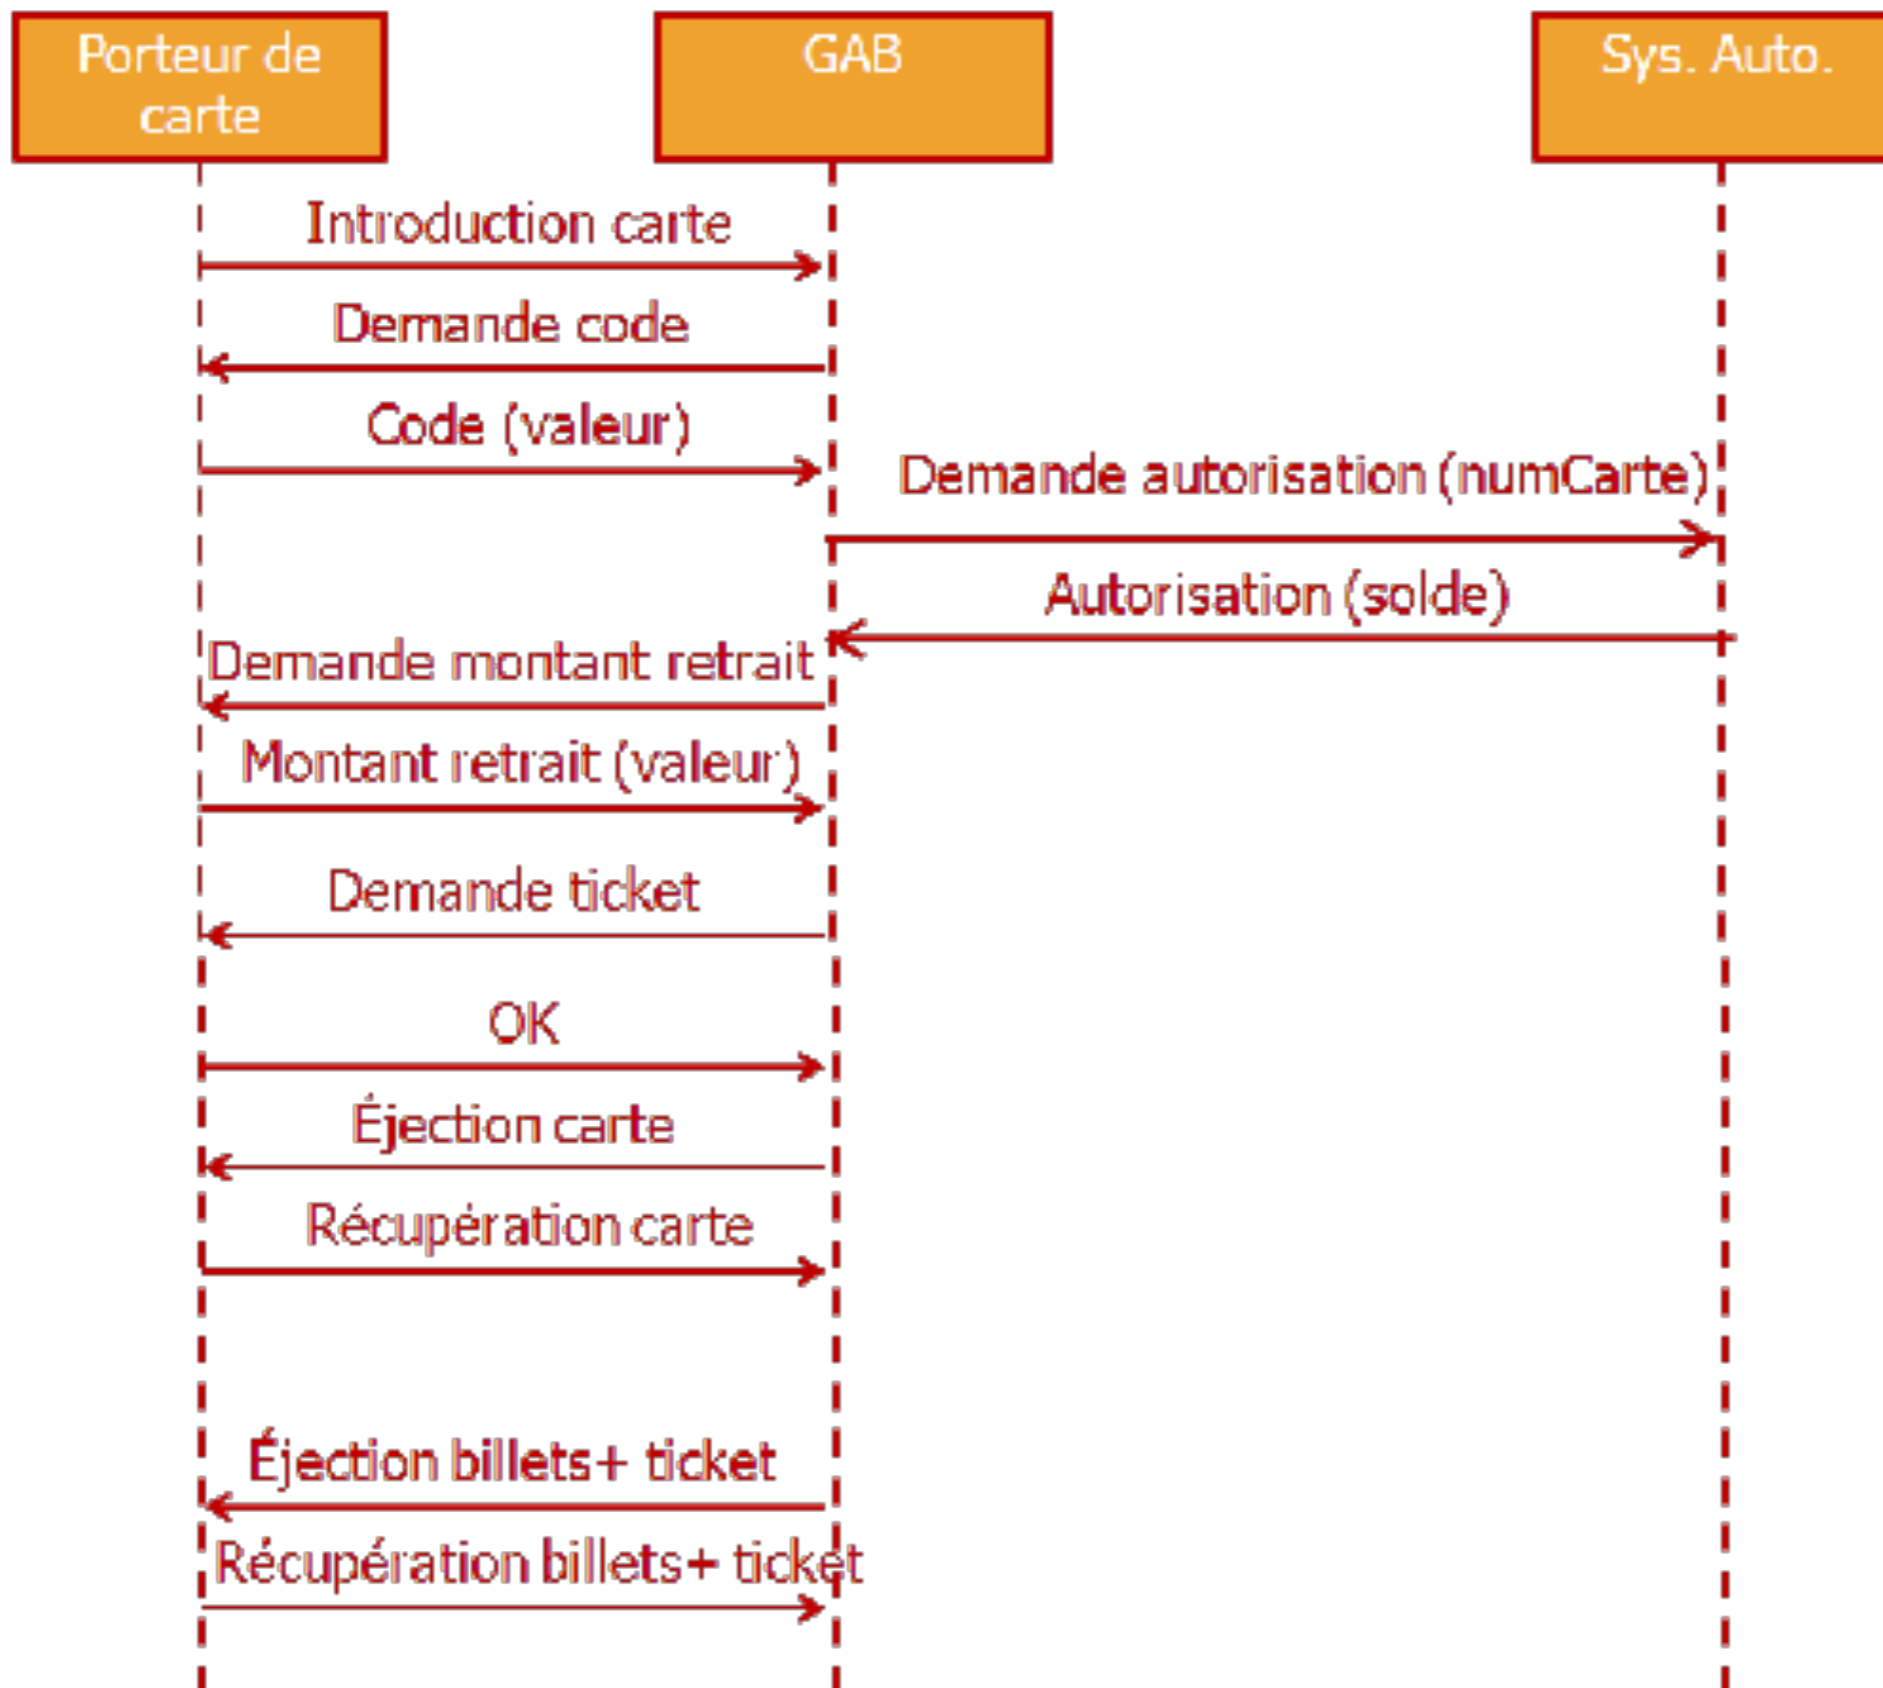 Porteur de
carte
GAB
Sys. Auto.
Introduction carte
Demande code
Code (valeur)
Demande autorisation (numCarte)
Autorisation (solde)
Demande montant retrait
Montant retrait (valeur)
Demande ticket
OK
Éjection carte
Récupération carte
Éjection billets+ ticket
Récupération billets+ ticket